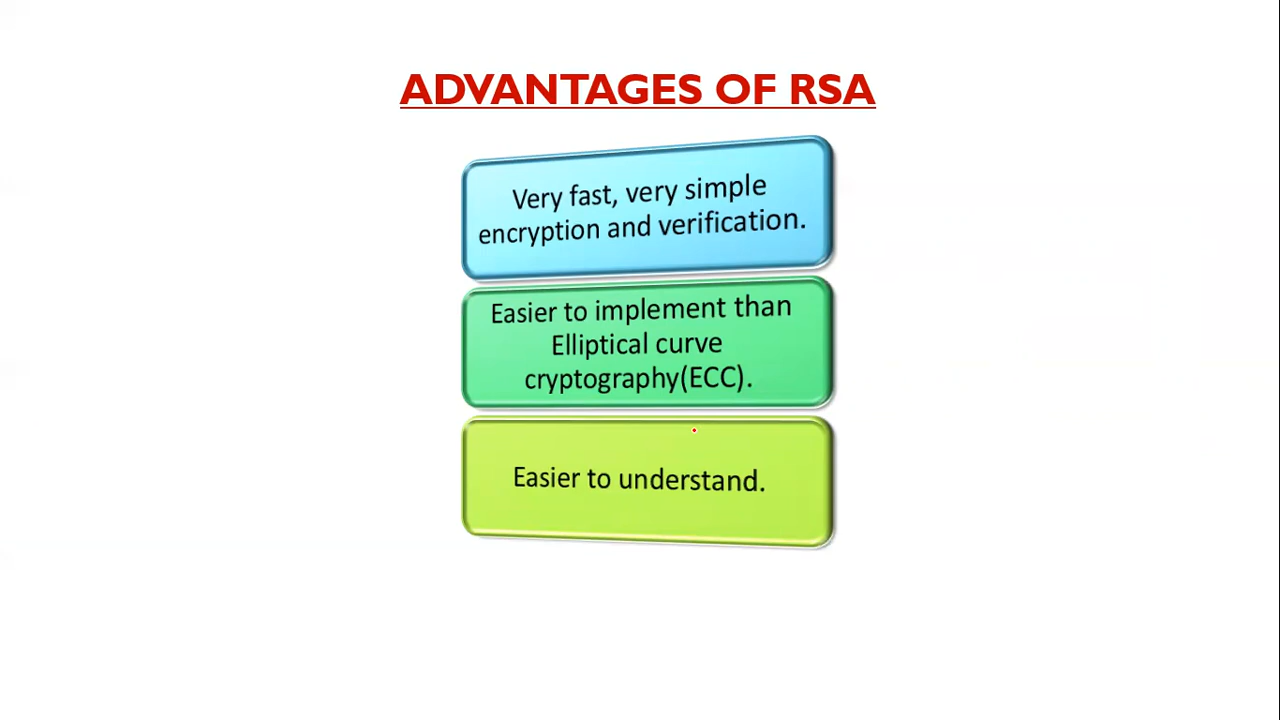 ADVANTAGES OF RSA
Very fast, very simple
encryption and verification.
Easier to implement than
Elliptical curve
cryptography(ECC).
Easier to understand.